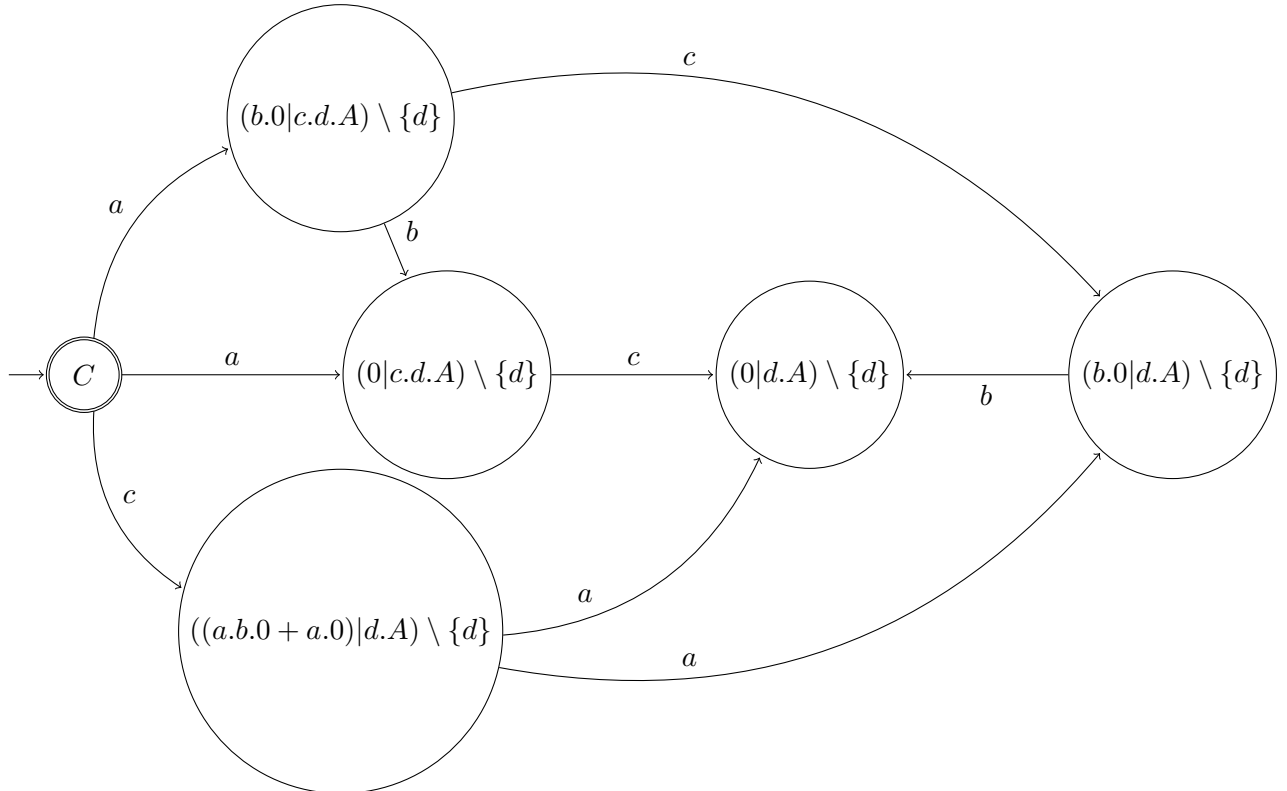 c
(b.0|c.d.A) \ {d}
a
b
C
a
(0|c.d.A) \ {d}
c
(0|d.A) \ {d}
b
(b.0|d.A) \ {d}
c
a
((a.b.0 + a.0)|d.A) \ {d}
a